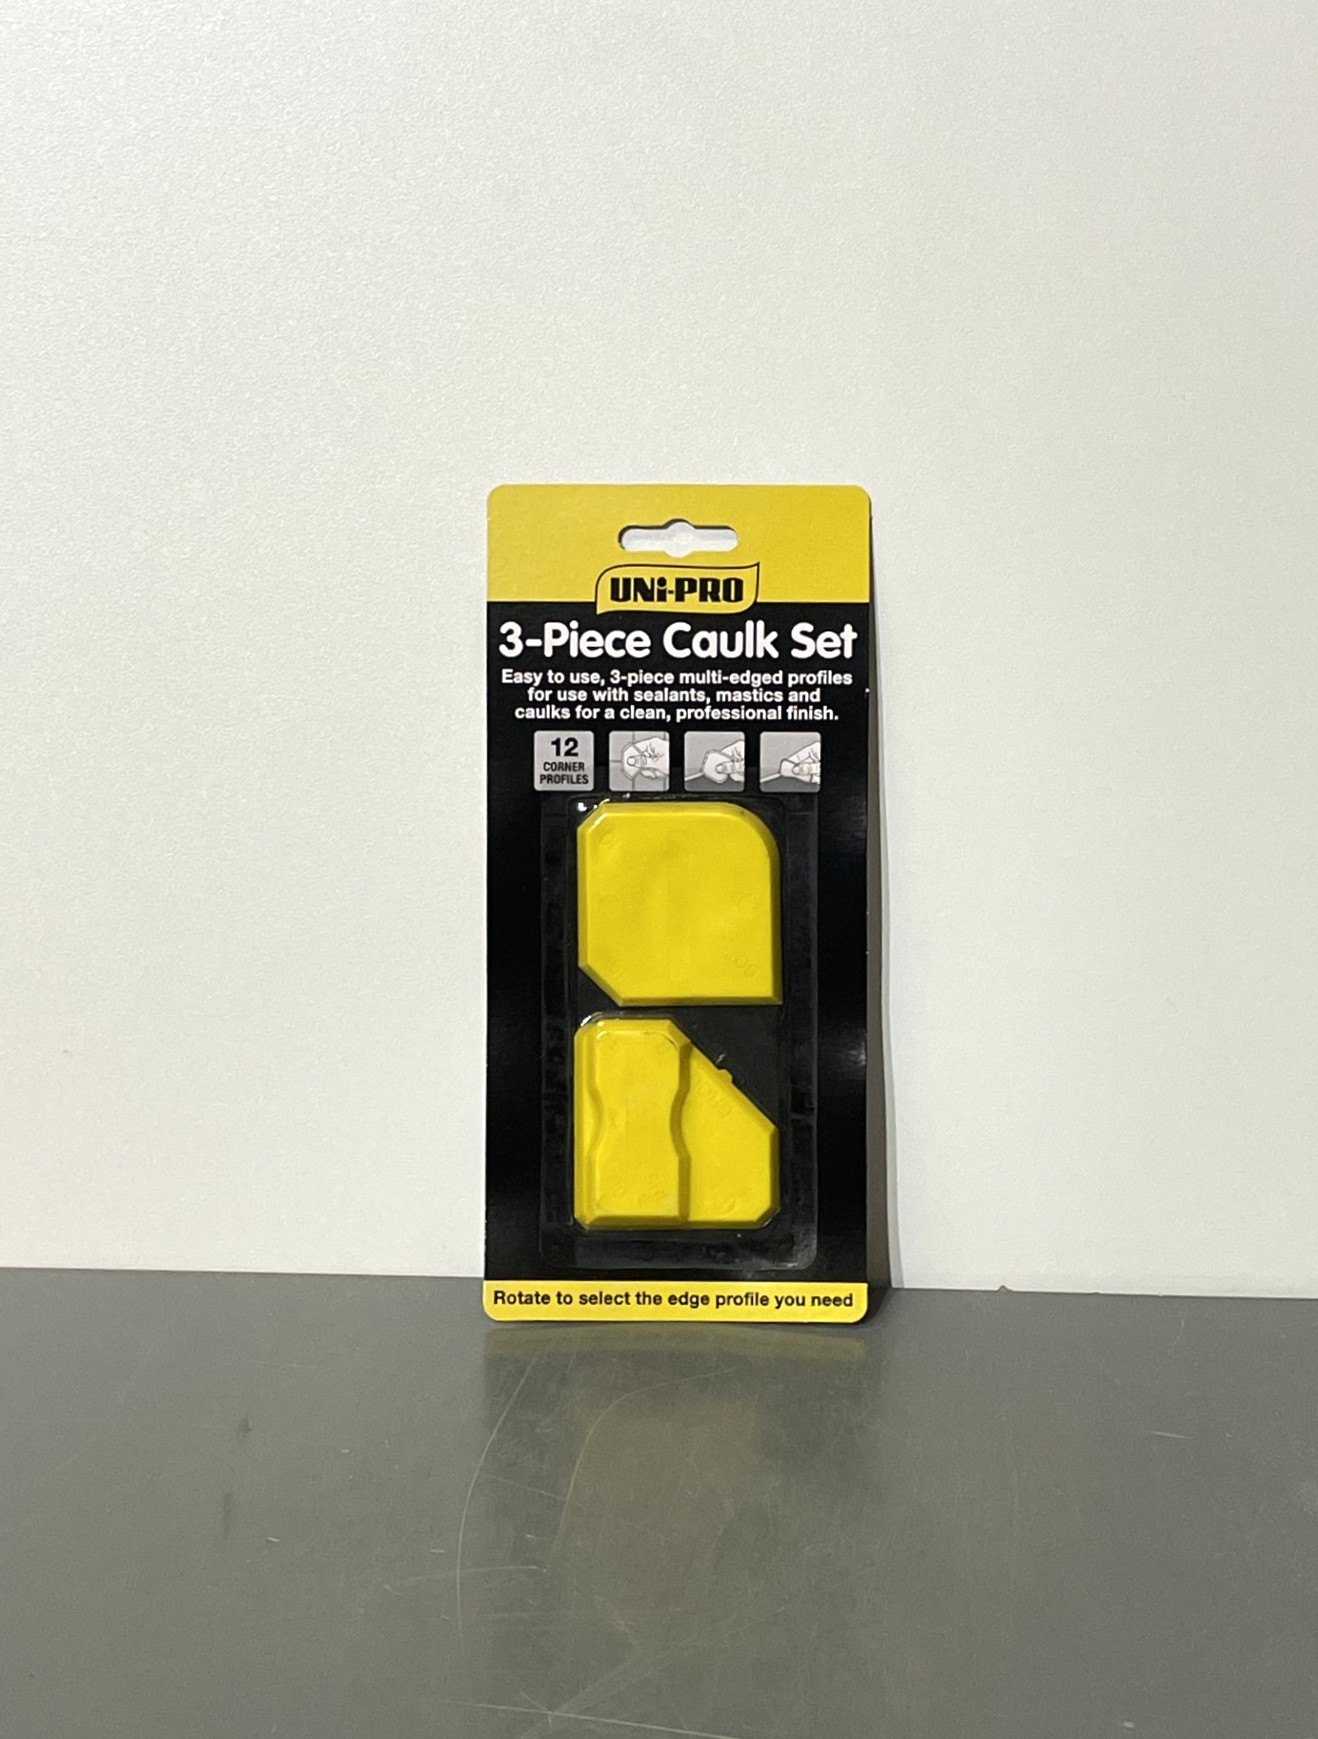 UNi-PRO
3-Piece Caulk Set
Easy to use, 3-piece multi-edged profiles
for use with sealants, mastics and
caulks for a clean, professional finish.
12
CORNER
PROFILES
Rotate to select the edge profile you need